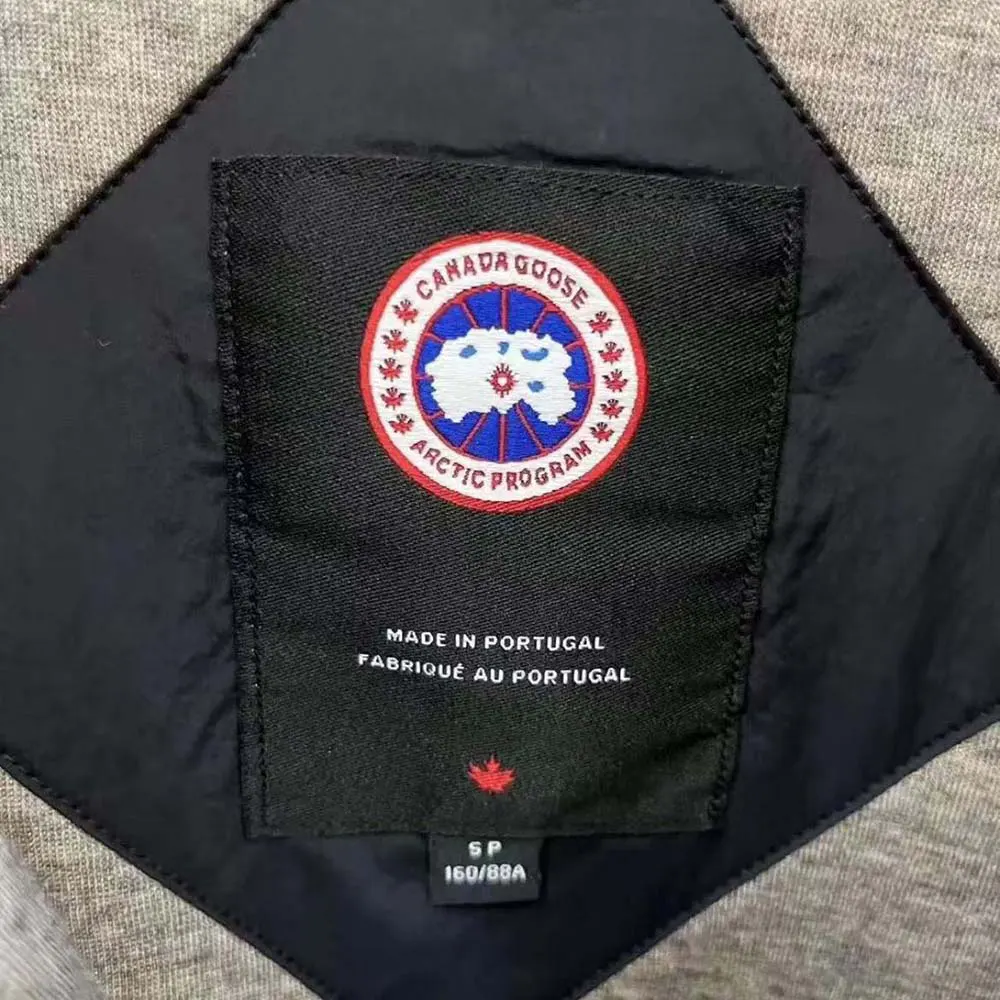 CANADA GOOSE
ARCTIC PROGRAM
MADE IN PORTUGAL
FABRIQUÉ AU PORTUGAL
S P
160/88A